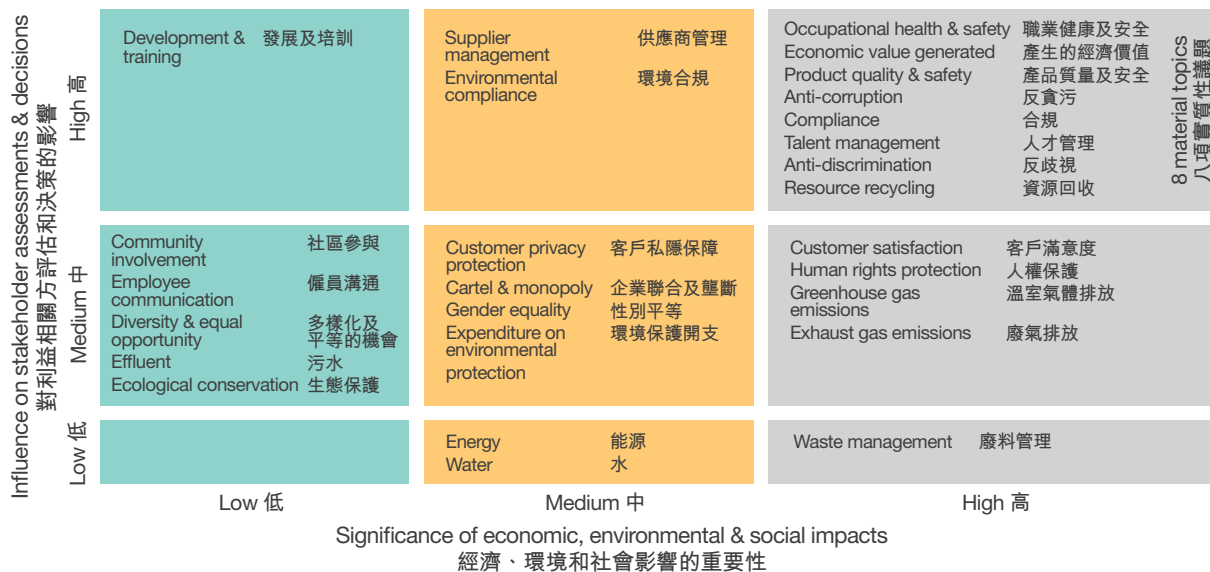 Influence on stakeholder assessments & decisions
對利益相關方評估和決策的影響
High 高
Development & 發展及培訓
training
Supplier 供應商管理
management
Environmental 環境合規
compliance
Occupational health & safety 職業健康及安全
Economic value generated 產生的經濟價值
Product quality & safety 產品質量及安全
Anti-corruption 反貪污
Compliance 合規
Talent management 人才管理
Anti-discrimination 反歧視
Resource recycling 資源回收
8 material topics
八項實質性議題
Medium 中
Community 社區參與
involvement
Employee 僱員溝通
communication
Diversity & equal 多樣化及
opportunity 平等的機會
Effluent 污水
Ecological conservation 生態保護
Customer privacy 客戶私隱保障
protection
Cartel & monopoly 企業聯合及壟斷
Gender equality 性別平等
Expenditure on 環境保護開支
environmental
protection
Customer satisfaction 客戶滿意度
Human rights protection 人權保護
Greenhouse gas 溫室氣體排放
emissions
Exhaust gas emissions 廢氣排放
Low 低
Energy 能源
Water 水
Waste management 廢料管理
Low 低
Medium 中
High 高
Significance of economic, environmental & social impacts
經濟、環境和社會影響的重要性